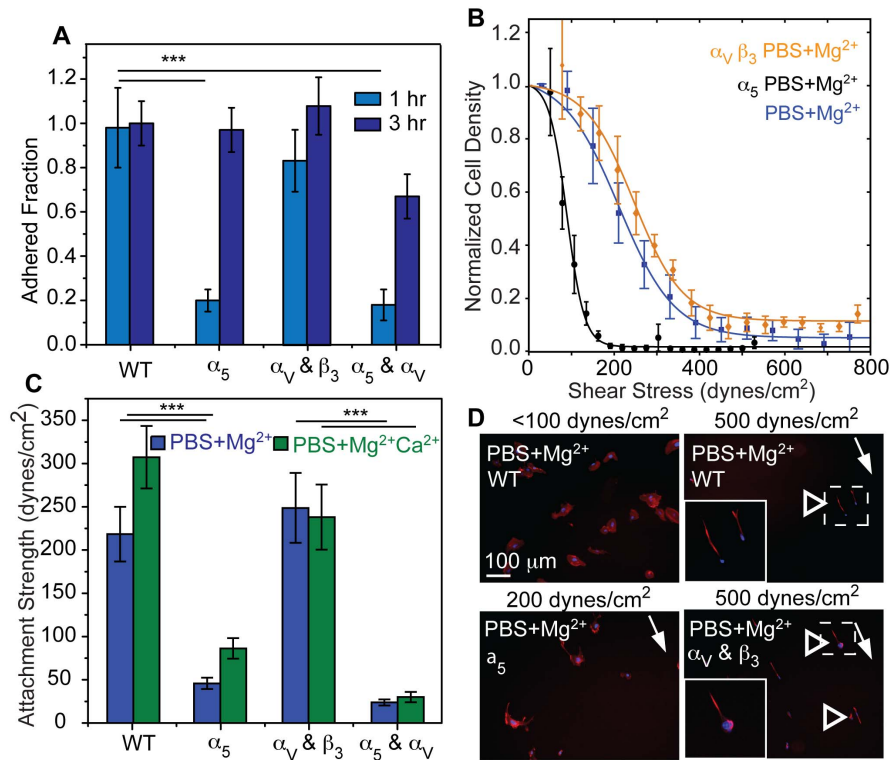 A
***
1 hr
3 hr
Adhered Fraction
1.2
1.0
0.8
0.6
0.4
0.2
0.0
WT α5 αV & β3 α5 & αV
B
αV β3 PBS+Mg2+
α5 PBS+Mg2+
PBS+Mg2+
Normalized Cell Density
1.2
1.0
0.8
0.6
0.4
0.2
0.0
0 200 400 600 800
Shear Stress (dynes/cm2)
C
*** ***
PBS+Mg2+ PBS+Mg2+Ca2+
Attachment Strength (dynes/cm2)
350
300
250
200
150
100
50
0
WT α5 αV & β3 α5 & αV
D
<100 dynes/cm2 500 dynes/cm2
PBS+Mg2+ PBS+Mg2+
WT WT
100 μm
200 dynes/cm2 500 dynes/cm2
PBS+Mg2+ PBS+Mg2+
a5 αV & β3